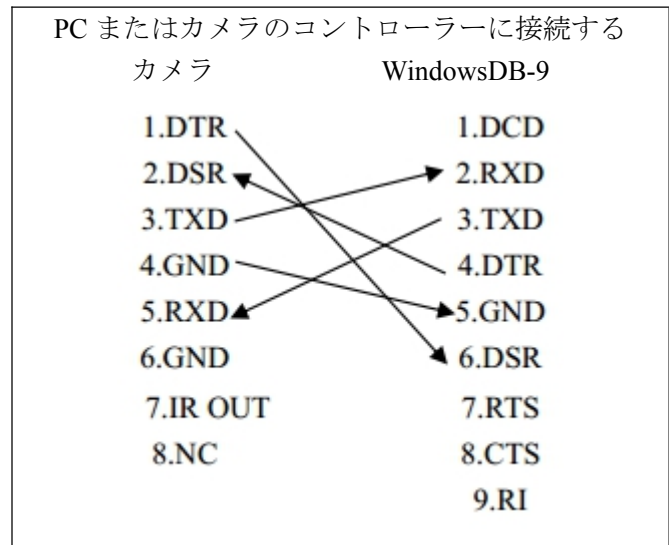 PC またはカメラのコントローラーに接続する
カメラ WindowsDB-9
1.DTR 1.DCD
2.DSR 2.RXD
3.TXD 3.TXD
4.GND 4.DTR
5.RXD 5.GND
6.GND 6.DSR
7.IR OUT 7.RTS
8.NC 8.CTS
9.RI